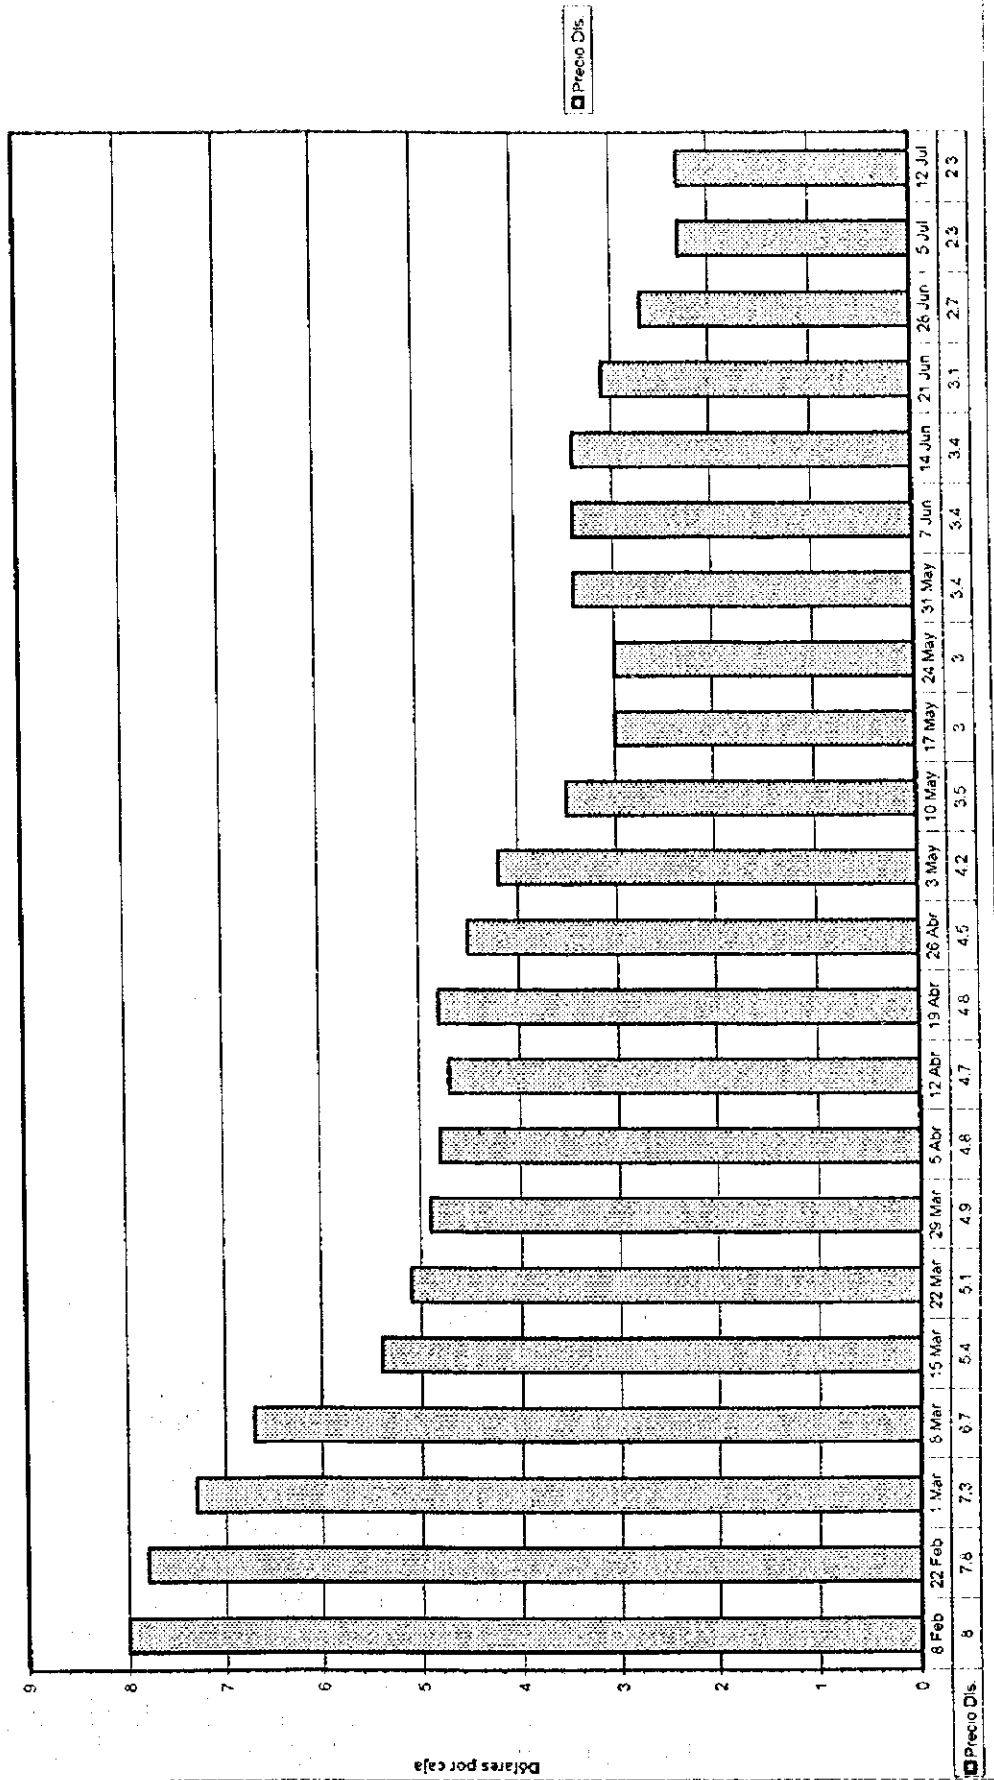 Dólares por caja
9
8
7
6
5
4
3
2
1
0
8 Feb 22 Feb 1 Mar 8 Mar 15 Mar 22 Mar 29 Mar 5 Abr 12 Abr 19 Abr 26 Abr 3 May 10 May 17 May 24 May 31 May 7 Jun 14 Jun 21 Jun 28 Jun 5 Jul 12 Jul
Precio Dls. 8 7.8 7.3 6.7 5.4 5.1 4.9 4.8 4.7 4.8 4.5 4.2 3.5 3 3 3.4 3.4 3.4 3.1 2.7 2.3 2.3
Precio Dls.